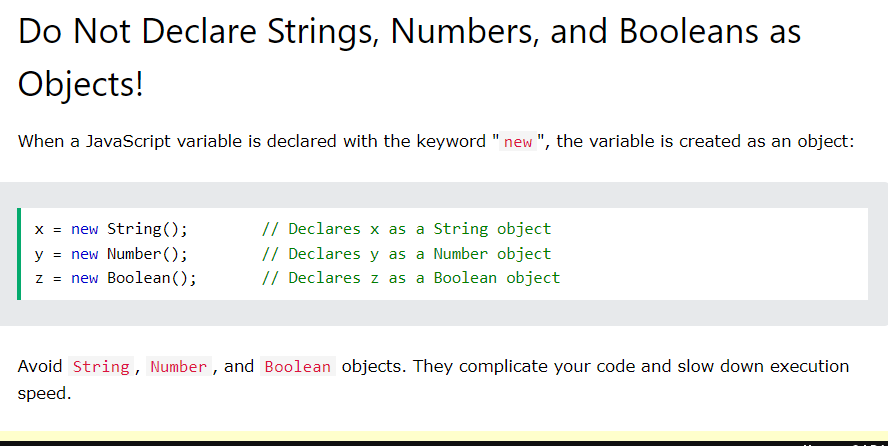 Do Not Declare Strings, Numbers, and Booleans as
Objects!
When a JavaScript variable is declared with the keyword "new", the variable is created as an object:
x = new String();        // Declares x as a String object
y = new Number();        // Declares y as a Number object
z = new Boolean();       // Declares z as a Boolean object
Avoid String, Number, and Boolean objects. They complicate your code and slow down execution
speed.